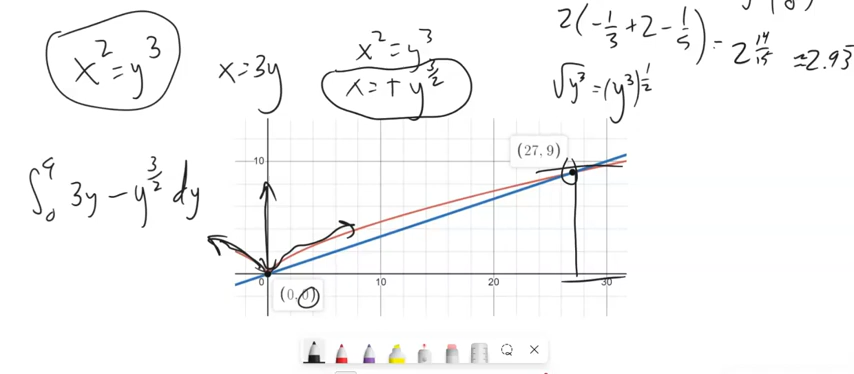 x² = y³
x = 3y
x² = y³
x = + y^(3/2)
2(-1/3 + 2 - 1/5) = 2 14/15 ≈ 2.93
√y³ = (y³)^(1/2)
∫₀⁹ 3y - y^(3/2) dy
(27, 9)
10
0
10
20
30
(0, 0)